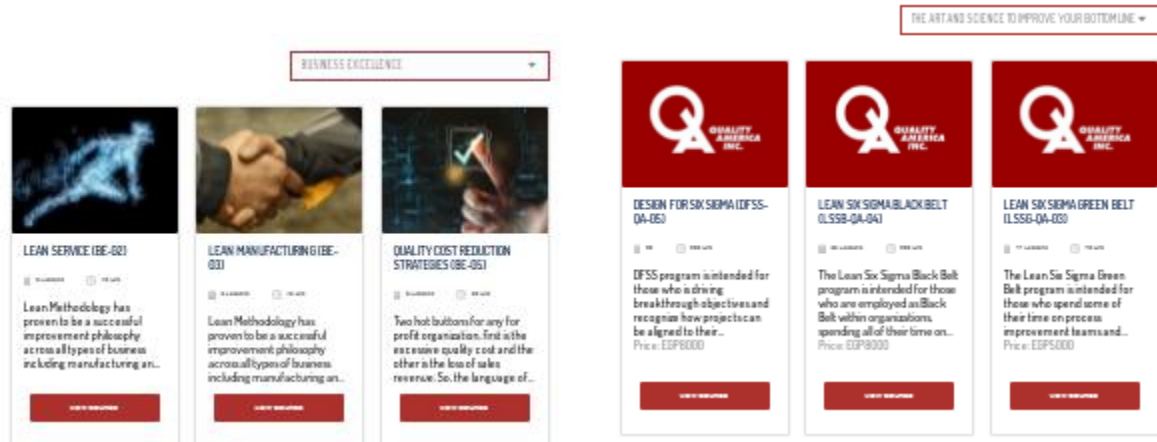 BUSINESS EXCELLENCE
LEAN SERVICE (BE-02)
Lean Methodology has
proven to be a successful
improvement philosophy
across all types of business
including manufacturing an...
LEAN MANUFACTURING (BE-
03)
Lean Methodology has
proven to be a successful
improvement philosophy
across all types of business
including manufacturing an...
QUALITY COST REDUCTION
STRATEGIES (BE-05)
Two hot buttons for any for
profit organization, first is the
excessive quality cost and the
other is the loss of sales
revenue. So, the language of...
THE ART AND SCIENCE TO IMPROVE YOUR BOTTOM LINE
QA QUALITY
AMERICA
INC.
DESIGN FOR SIX SIGMA (DFSS-
QA-05)
DFSS program is intended for
those who is driving
breakthrough objectives and
recognize how projects can
be aligned to their...
Price: EGP8000
QA QUALITY
AMERICA
INC.
LEAN SIX SIGMA BLACK BELT
(LSSB-QA-04)
The Lean Six Sigma Black Belt
program is intended for those
who are employed as Black
Belt within organizations,
spending all of their time on...
Price: EGP8000
QA QUALITY
AMERICA
INC.
LEAN SIX SIGMA GREEN BELT
(LSSG-QA-03)
The Lean Six Sigma Green
Belt program is intended for
those who spend some of
their time on process
improvement teams and...
Price: EGP5000